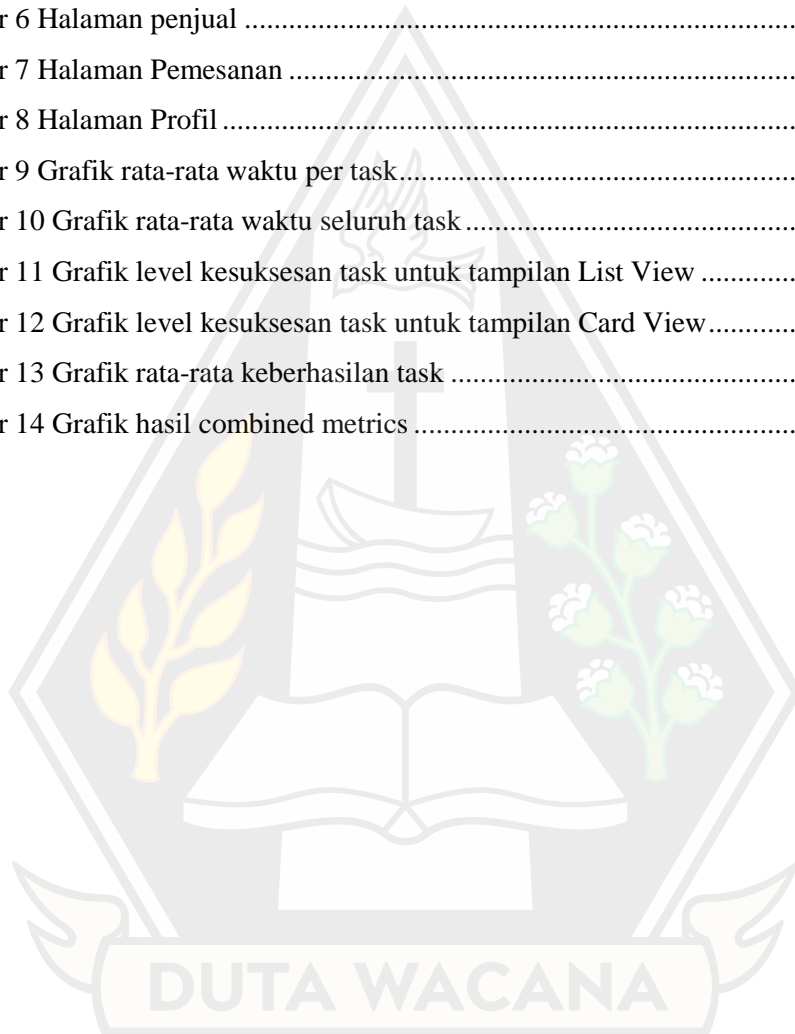 r 6 Halaman penjual ................................................................................
r 7 Halaman Pemesanan .........................................................................
r 8 Halaman Profil ....................................................................................
r 9 Grafik rata-rata waktu per task.........................................................
r 10 Grafik rata-rata waktu seluruh task ................................................
r 11 Grafik level kesuksesan task untuk tampilan List View ..............
r 12 Grafik level kesuksesan task untuk tampilan Card View.............
r 13 Grafik rata-rata keberhasilan task ...................................................
r 14 Grafik hasil combined metrics .........................................................
DUTA WACANA